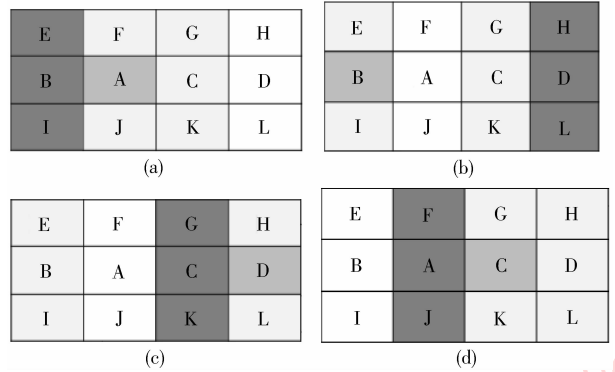 E F G H
B A C D
I J K L
(a)
E F G H
B A C D
I J K L
(b)
E F G H
B A C D
I J K L
(c)
E F G H
B A C D
I J K L
(d)